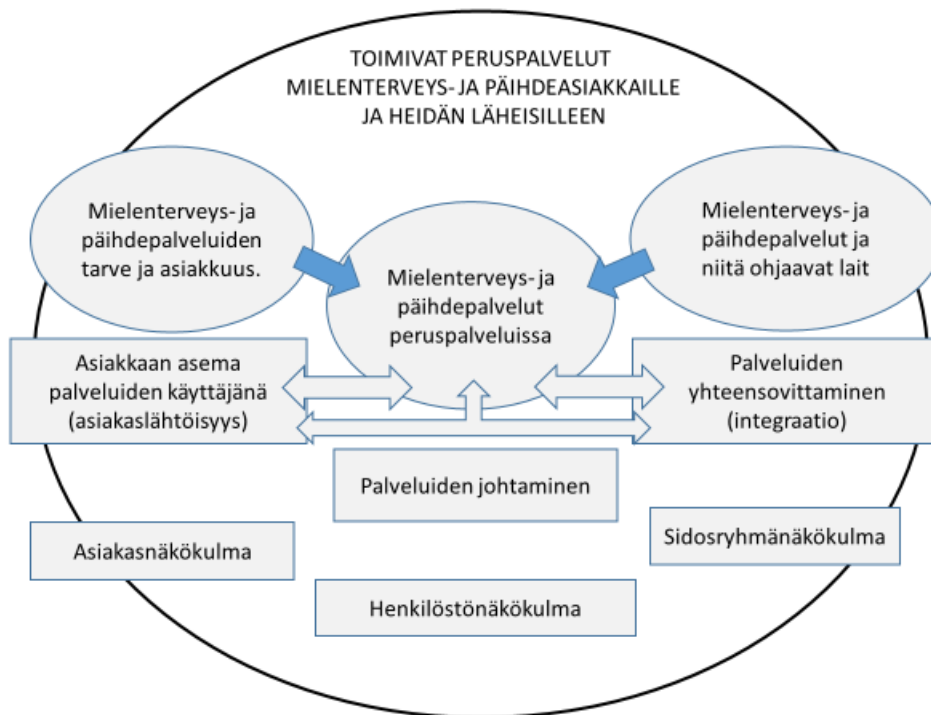 TOIMIVAT PERUSPALVELUT
MIELENTERVEYS- JA PÄIHDEASIAKKAILLE
JA HEIDÄN LÄHEISILLEEN
Mielenterveys- ja
päihdepalveluiden
tarve ja asiakkuus.
Mielenterveys- ja
päihdepalvelut
peruspalveluissa
Mielenterveys- ja
päihdepalvelut ja
niitä ohjaavat lait
Asiakkaan asema
palveluiden käyttäjänä
(asiakaslähtöisyys)
Palveluiden
yhteensovittaminen
(integraatio)
Palveluiden johtaminen
Asiakasnäkökulma
Sidosryhmänäkökulma
Henkilöstönäkökulma